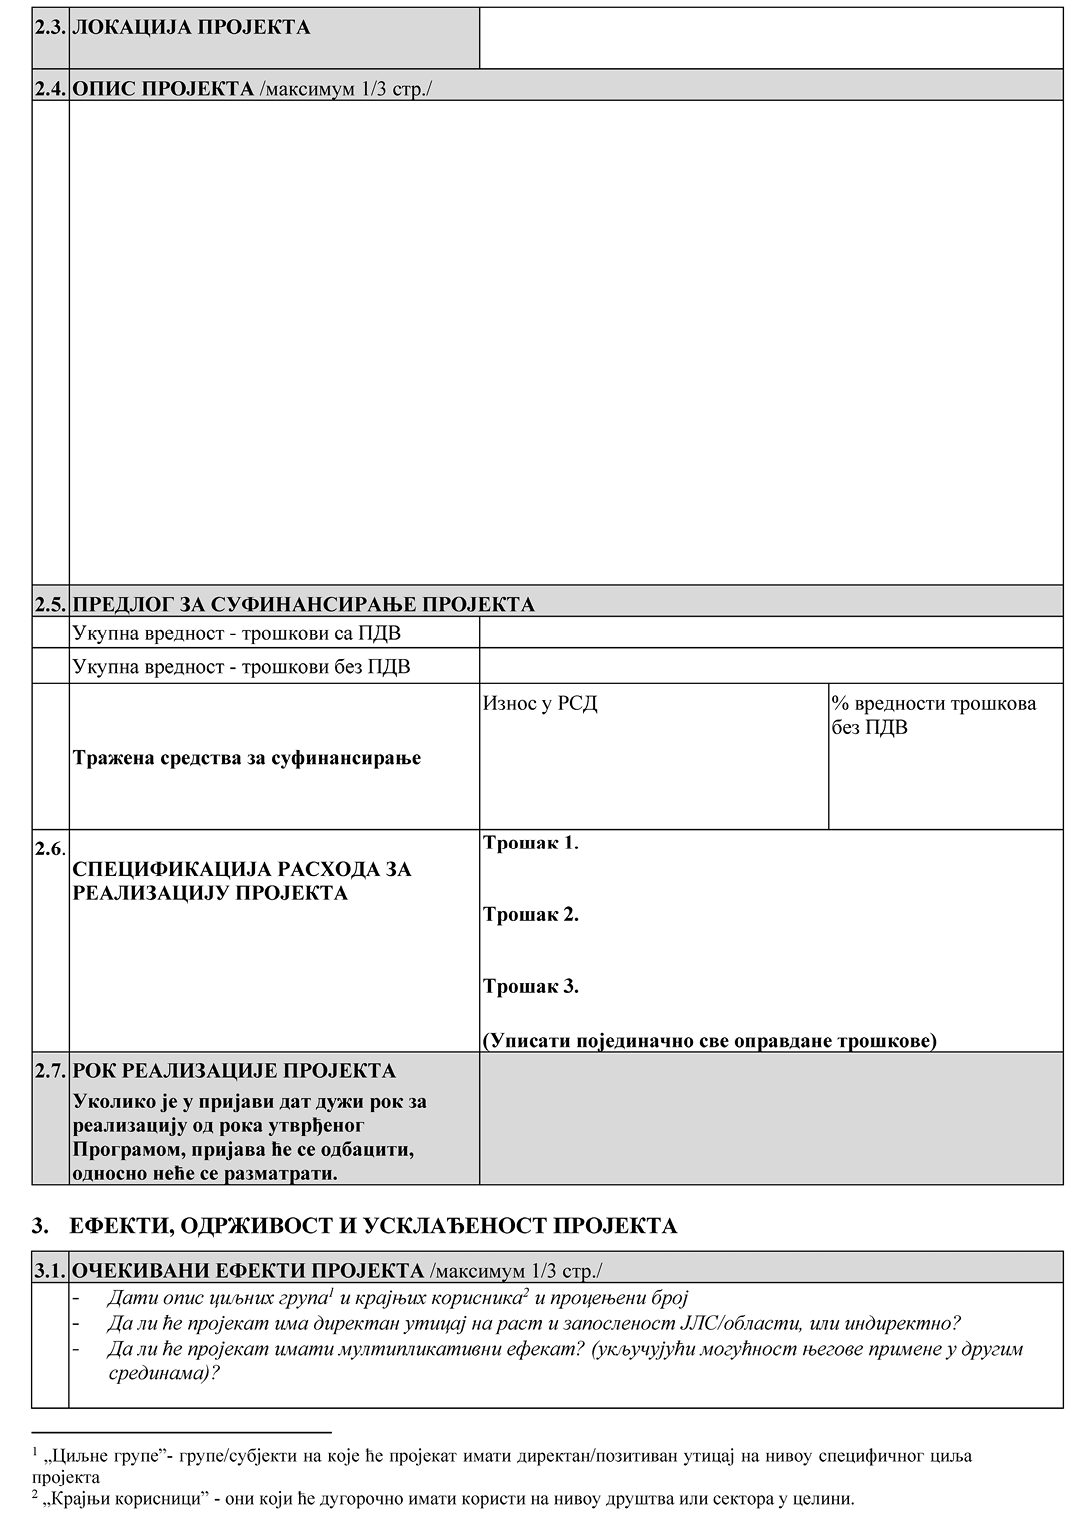 2.3. ЛОКАЦИЈА ПРОЈЕКТА
2.4. ОПИС ПРОЈЕКТА /максимум 1/3 стр./
2.5. ПРЕДЛОГ ЗА СУФИНАНСИРАЊЕ ПРОЈЕКТА
Укупна вредност - трошкови са ПДВ
Укупна вредност - трошкови без ПДВ
Тражена средства за суфинансирање
Износ у РСД
% вредности трошкова
без ПДВ
2.6.
СПЕЦИФИКАЦИЈА РАСХОДА ЗА
РЕАЛИЗАЦИЈУ ПРОЈЕКТА
Трошак 1.
Трошак 2.
Трошак 3.
(Уписати појединачно све оправдане трошкове)
2.7. РОК РЕАЛИЗАЦИЈЕ ПРОЈЕКТА
Уколико је у пријави дат дужи рок за
реализацију од рока утврђеног
Програмом, пријава ће се одбацити,
односно неће се разматрати.
3. ЕФЕКТИ, ОДРЖИВОСТ И УСКЛАЂЕНОСТ ПРОЈЕКТА
3.1. ОЧЕКИВАНИ ЕФЕКТИ ПРОЈЕКТА /максимум 1/3 стр./
- Дати опис циљних група¹ и крајњих корисника² и процењени број
- Да ли ће пројекат има директан утицај на раст и запосленост ЈЛС/области, или индиректно?
- Да ли ће пројекат имати мултипликативни ефекат? (укључујући могућност његове примене у другим
срединама)?
¹ „Циљне групе”- групе/субјекти на које ће пројекат имати директан/позитиван утицај на нивоу специфичног циља
пројекта
² „Крајњи корисници” - они који ће дугорочно имати користи на нивоу друштва или сектора у целини.